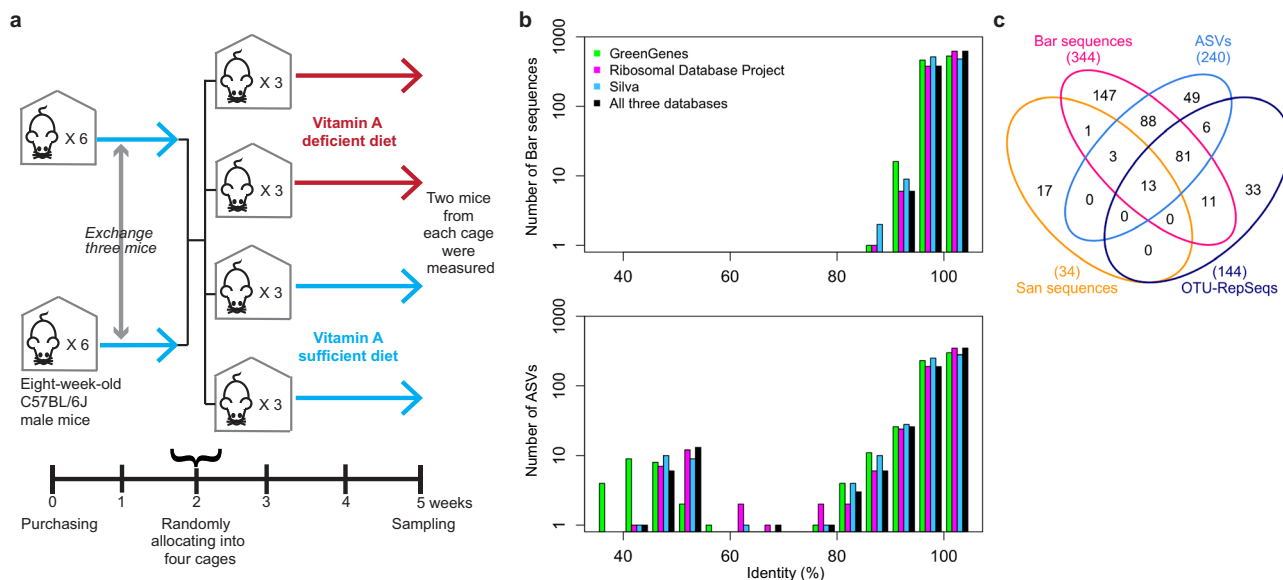 a
X 6
Exchange
three mice
X 6
Eight-week-old
C57BL/6J
male mice
X 3
X 3
X 3
X 3
Vitamin A
deficient diet
Vitamin A
sufficient diet
Two mice
from
each cage
were
measured
0
1
2
3
4
5 weeks
Purchasing
Randomly
allocating into
four cages
Sampling
b
Number of Bar sequences
1000
100
10
1
GreenGenes
Ribosomal Database Project
Silva
All three databases
40
60
80
100
Number of ASVs
1000
100
10
1
40
60
80
100
Identity (%)
c
Bar sequences
(344)
ASVs
(240)
147
49
88
1
6
3
81
17
13
33
0
11
0
0
0
(34)
San sequences
(144)
OTU-RepSeqs